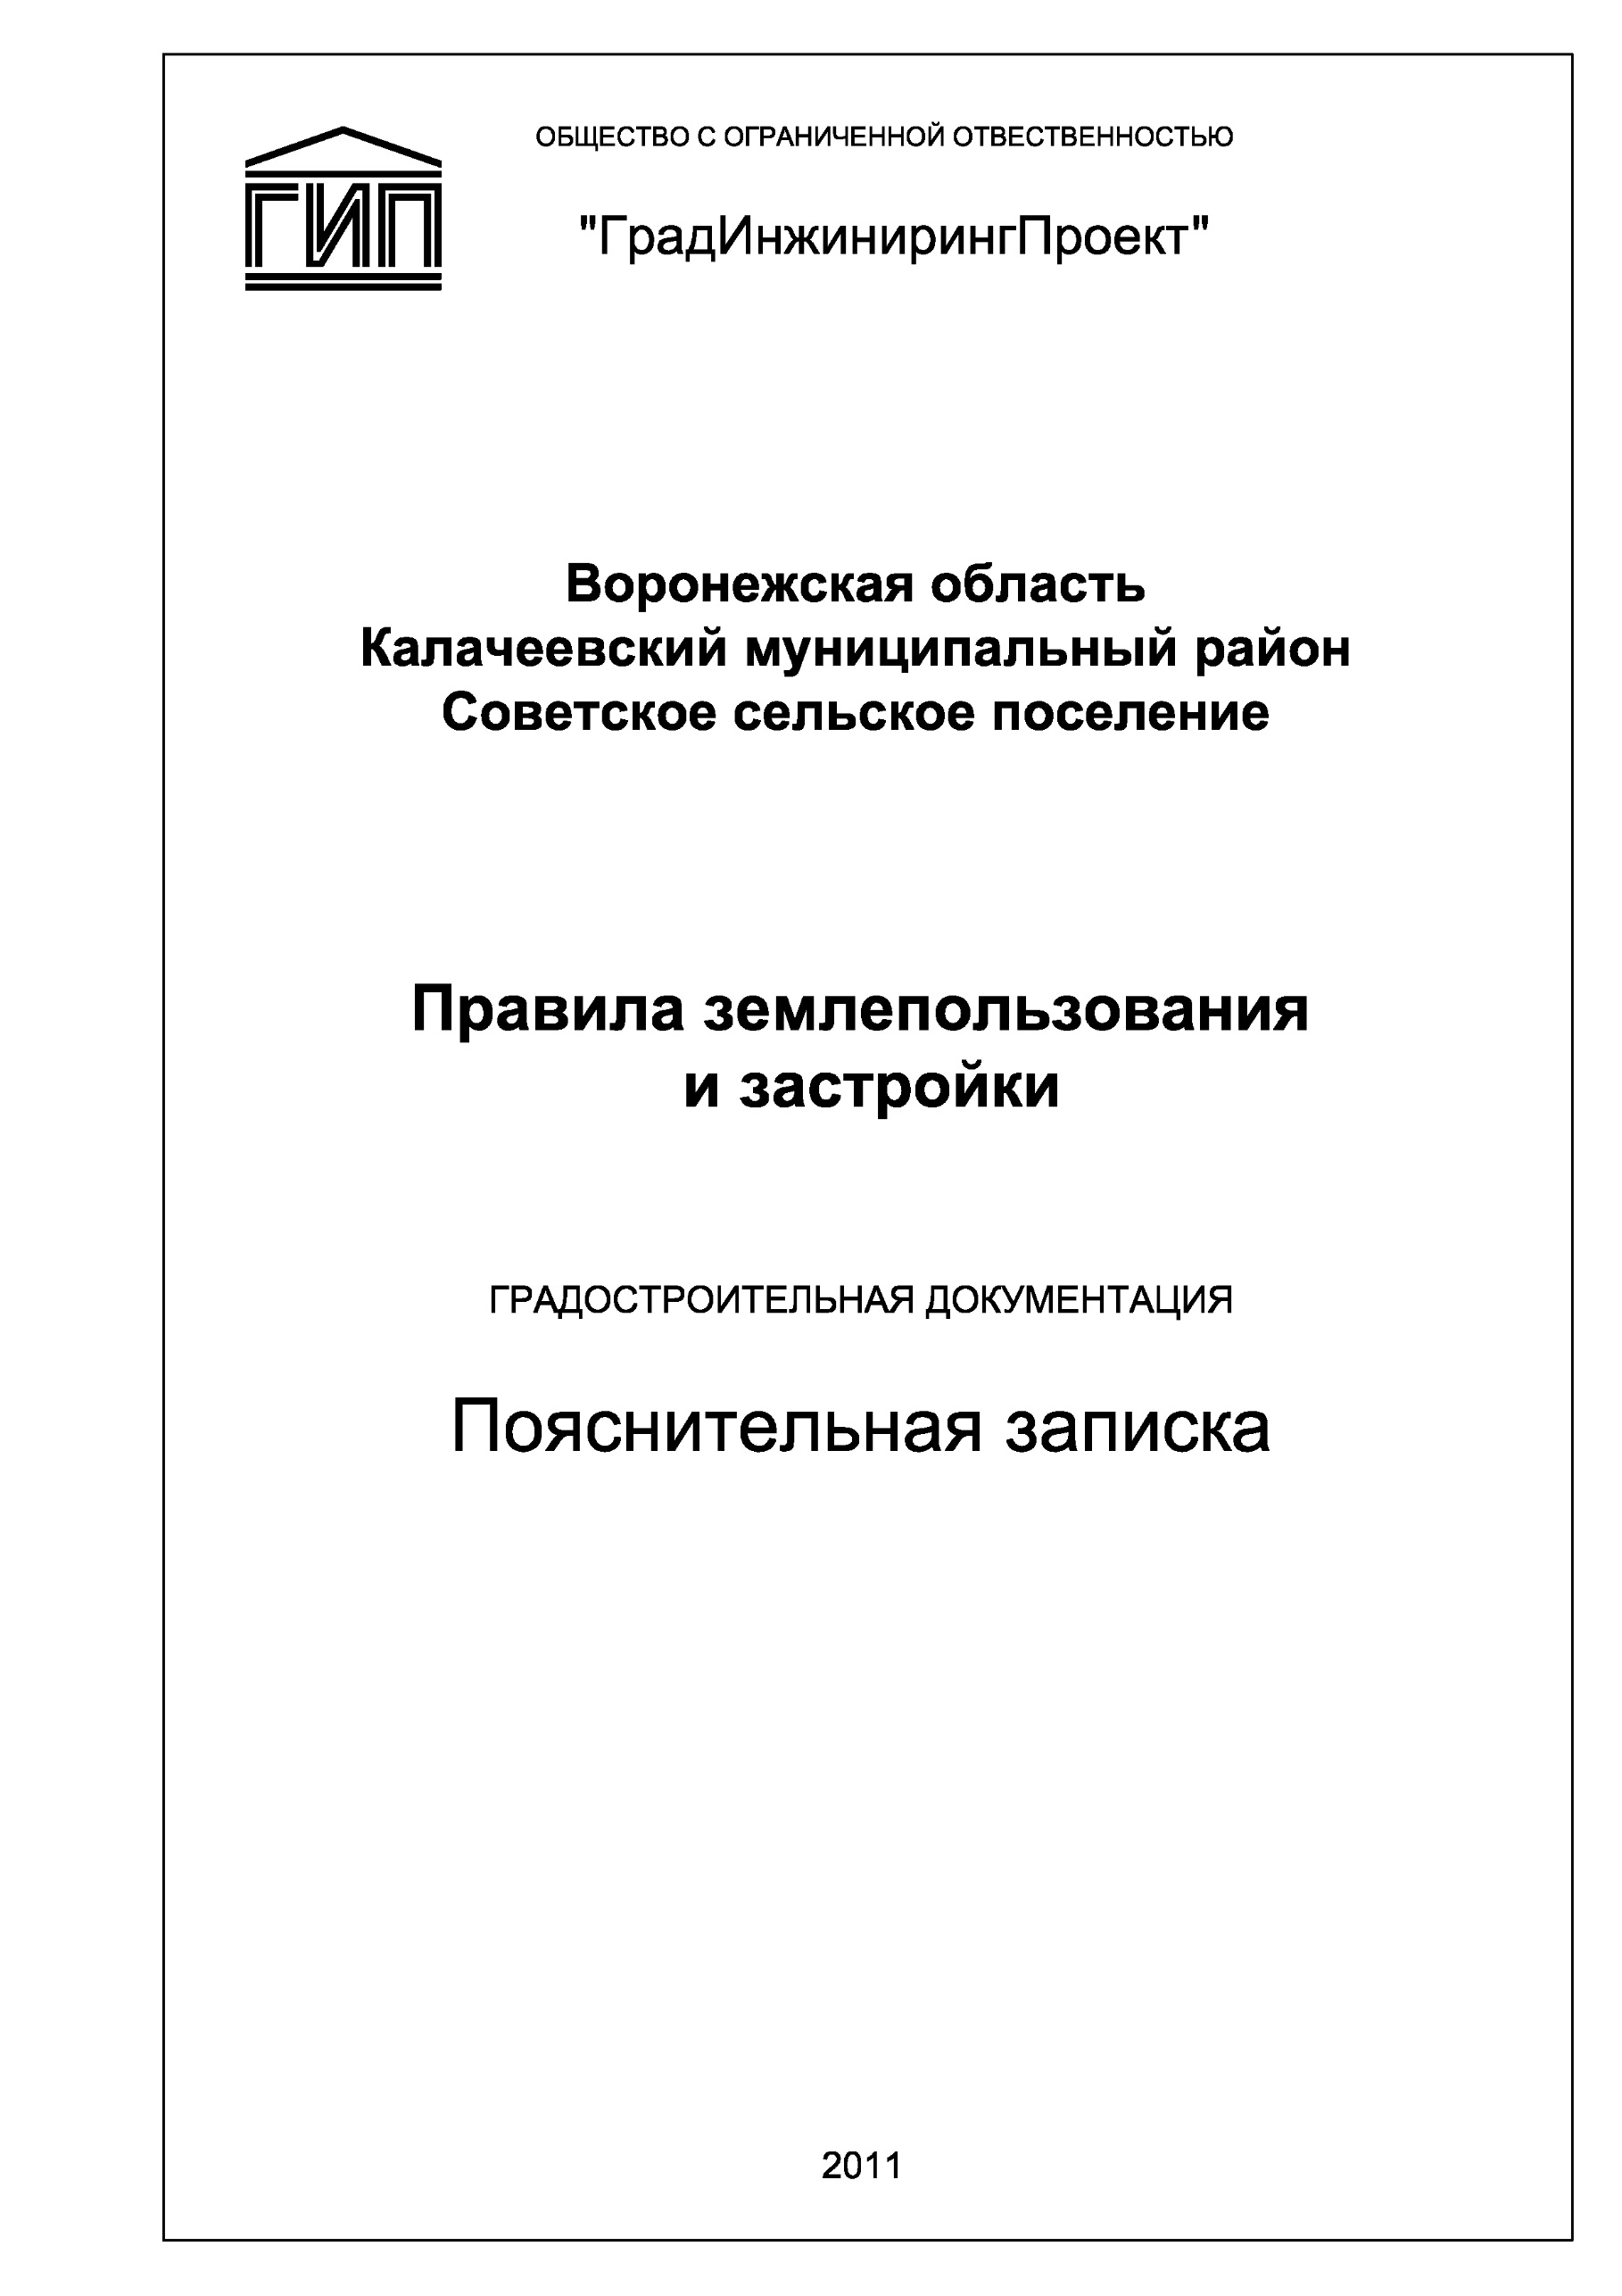 ОБЩЕСТВО С ОГРАНИЧЕННОЙ ОТВЕСТВЕННОСТЬЮ
ГИП
"ГрадИнжинирингПроект"
Воронежская область
Калачеевский муниципальный район
Советское сельское поселение
Правила землепользования
и застройки
ГРАДОСТРОИТЕЛЬНАЯ ДОКУМЕНТАЦИЯ
Пояснительная записка
2011